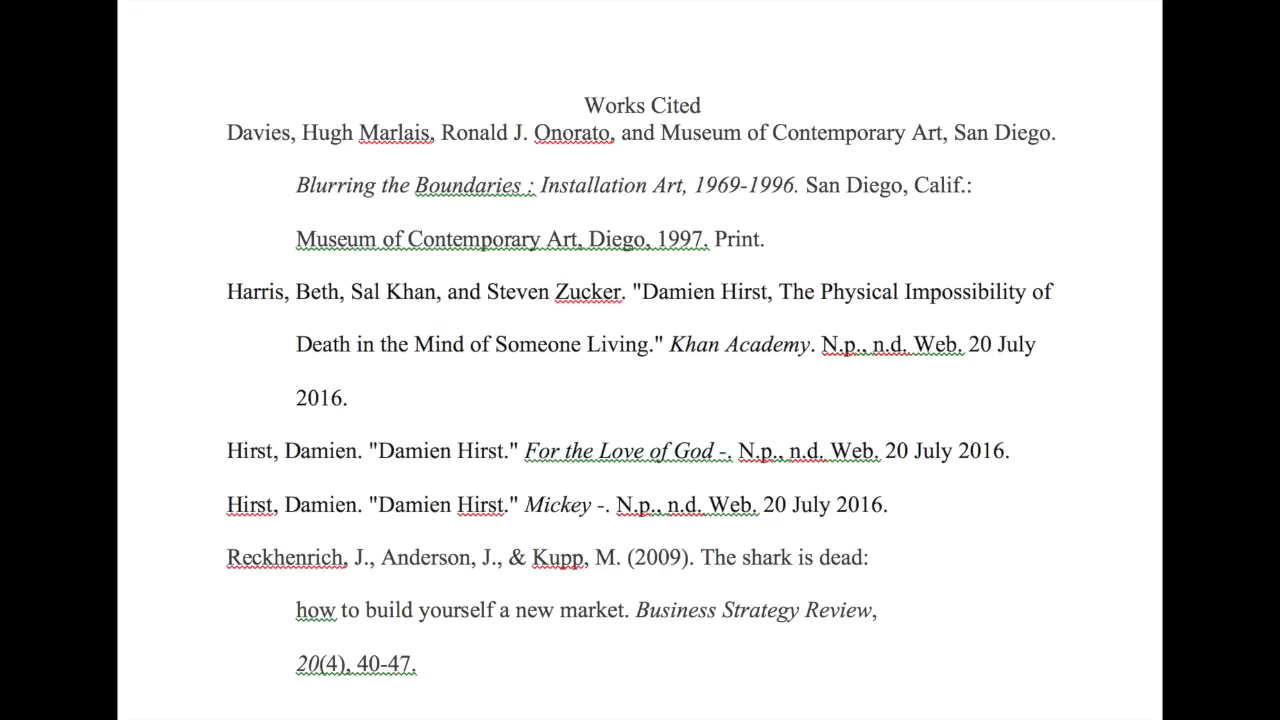 Works Cited
Davies, Hugh Marlais, Ronald J. Onorato, and Museum of Contemporary Art, San Diego.
Blurring the Boundaries : Installation Art, 1969-1996. San Diego, Calif.:
Museum of Contemporary Art, Diego, 1997. Print.
Harris, Beth, Sal Khan, and Steven Zucker. "Damien Hirst, The Physical Impossibility of
Death in the Mind of Someone Living." Khan Academy. N.p., n.d. Web. 20 July
2016.
Hirst, Damien. "Damien Hirst." For the Love of God -. N.p., n.d. Web. 20 July 2016.
Hirst, Damien. "Damien Hirst." Mickey -. N.p., n.d. Web. 20 July 2016.
Reckhenrich, J., Anderson, J., & Kupp, M. (2009). The shark is dead:
how to build yourself a new market. Business Strategy Review,
20(4), 40-47.